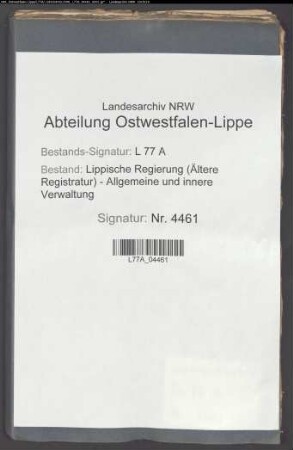 Landesarchiv NRW
Abteilung Ostwestfalen-Lippe
Bestands-Signatur: L 77 A
Bestand: Lippische Regierung (Ältere
Registratur) - Allgemeine und innere
Verwaltung
Signatur: Nr. 4461
L77A_04461